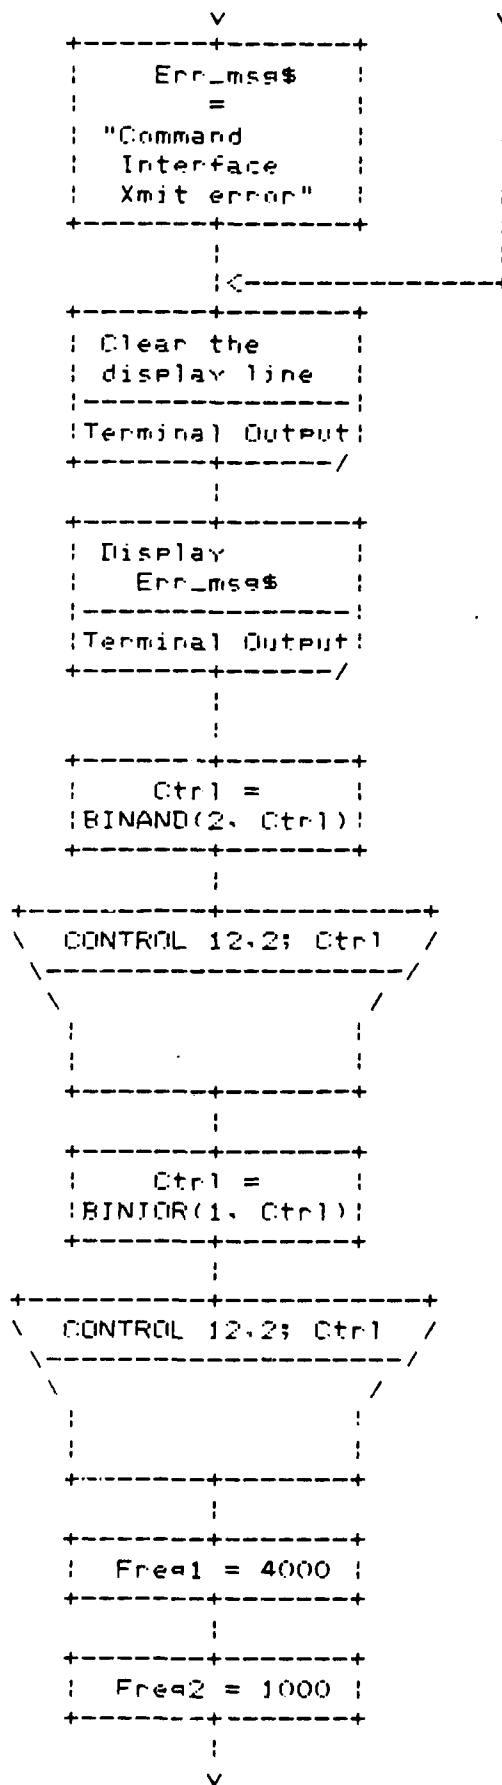 Err_msg$
=
"Command
Interface
Xmit error"
Clear the
display line
Terminal Output
Display
Err_msg$
Terminal Output
Ctrl =
BINAND(2, Ctrl)
CONTROL 12,2; Ctrl
Ctrl =
BINIOR(1, Ctrl)
CONTROL 12,2; Ctrl
Freq1 = 4000
Freq2 = 1000